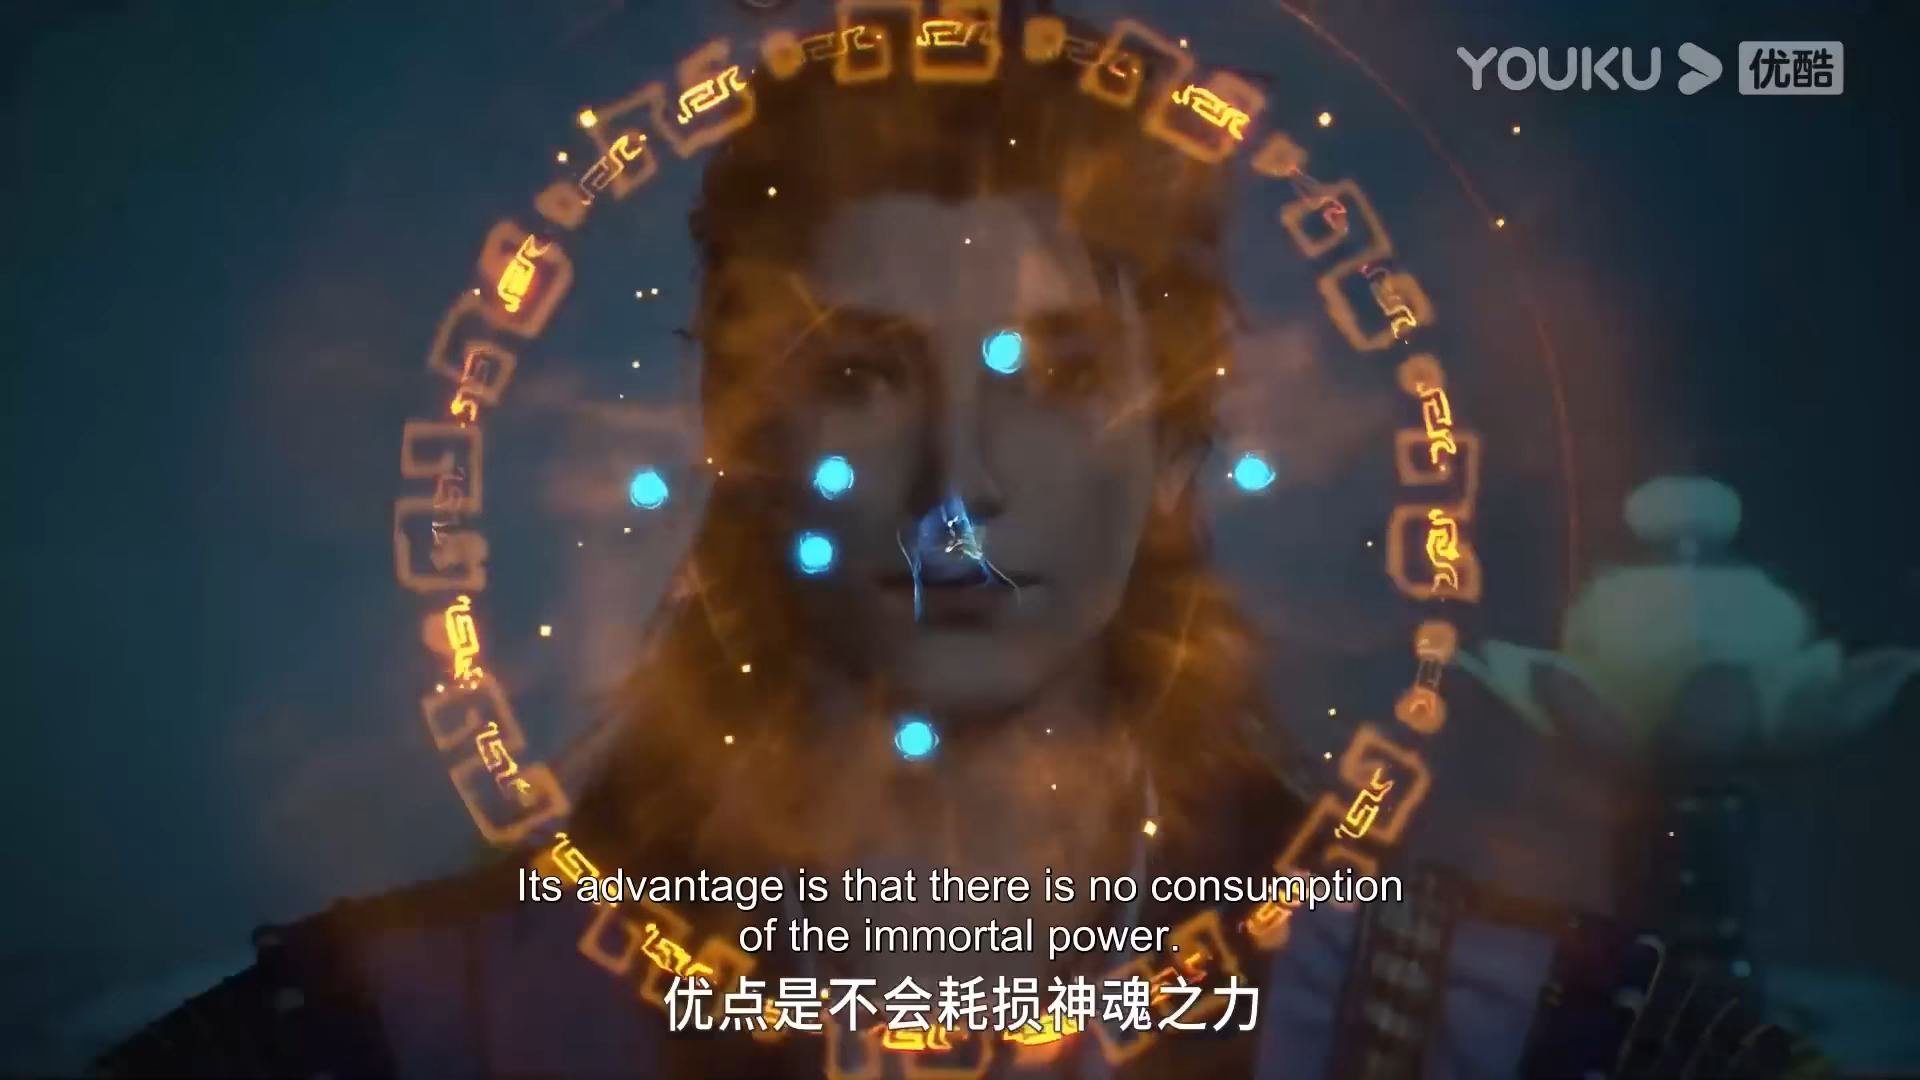 YOUKU 优酷
Its advantage is that there is no consumption
of the immortal power.
优点是不会耗损神魂之力